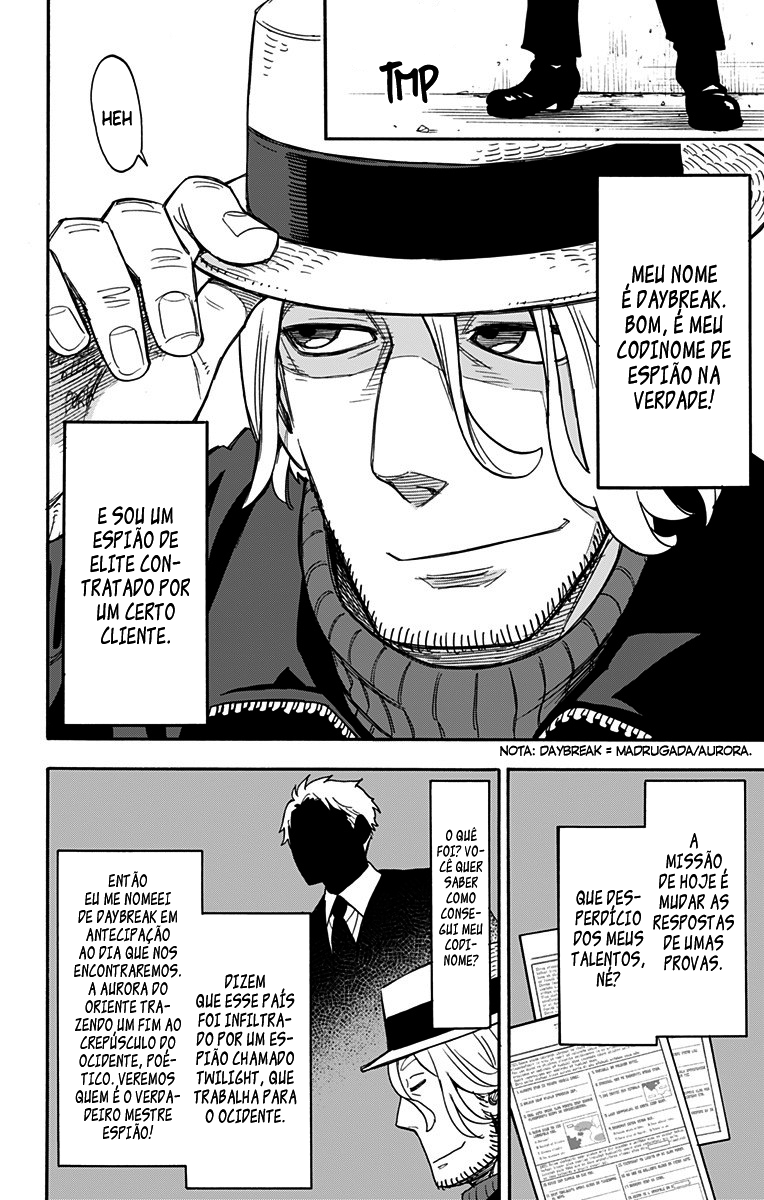 TMP
HEH
MEU NOME
É DAYBREAK.
BOM, É MEU
CODINOME DE
ESPIÃO NA
VERDADE!
E SOU UM
ESPIÃO DE
ELITE CON-
TRATADO POR
UM CERTO
CLIENTE.
NOTA: DAYBREAK = MADRUGADA/AURORA.
A
MISSÃO
DE HOJE É
MUDAR AS
RESPOSTAS
DE UMAS
PROVAS.
QUE DES-
PERDÍCIO
DOS MEUS
TALENTOS,
NÉ?
O QUÊ
FOI? VO-
CÊ QUER
SABER
COMO
CONSE-
GUI MEU
CODI-
NOME?
DIZEM
QUE ESSE PAÍS
FOI INFILTRA-
DO POR UM ES-
PIÃO CHAMADO
TWILIGHT, QUE
TRABALHA PARA
O OCIDENTE.
ENTÃO
EU ME NOMEEI
DE DAYBREAK EM
ANTECIPAÇÃO
AO DIA QUE NOS
ENCONTRAREMOS.
A AURORA DO
ORIENTE TRA-
ZENDO UM FIM AO
CREPÚSCULO DO
OCIDENTE, POÉ-
TICO. VEREMOS
QUEM É O VERDA-
DEIRO MESTRE
ESPIÃO!